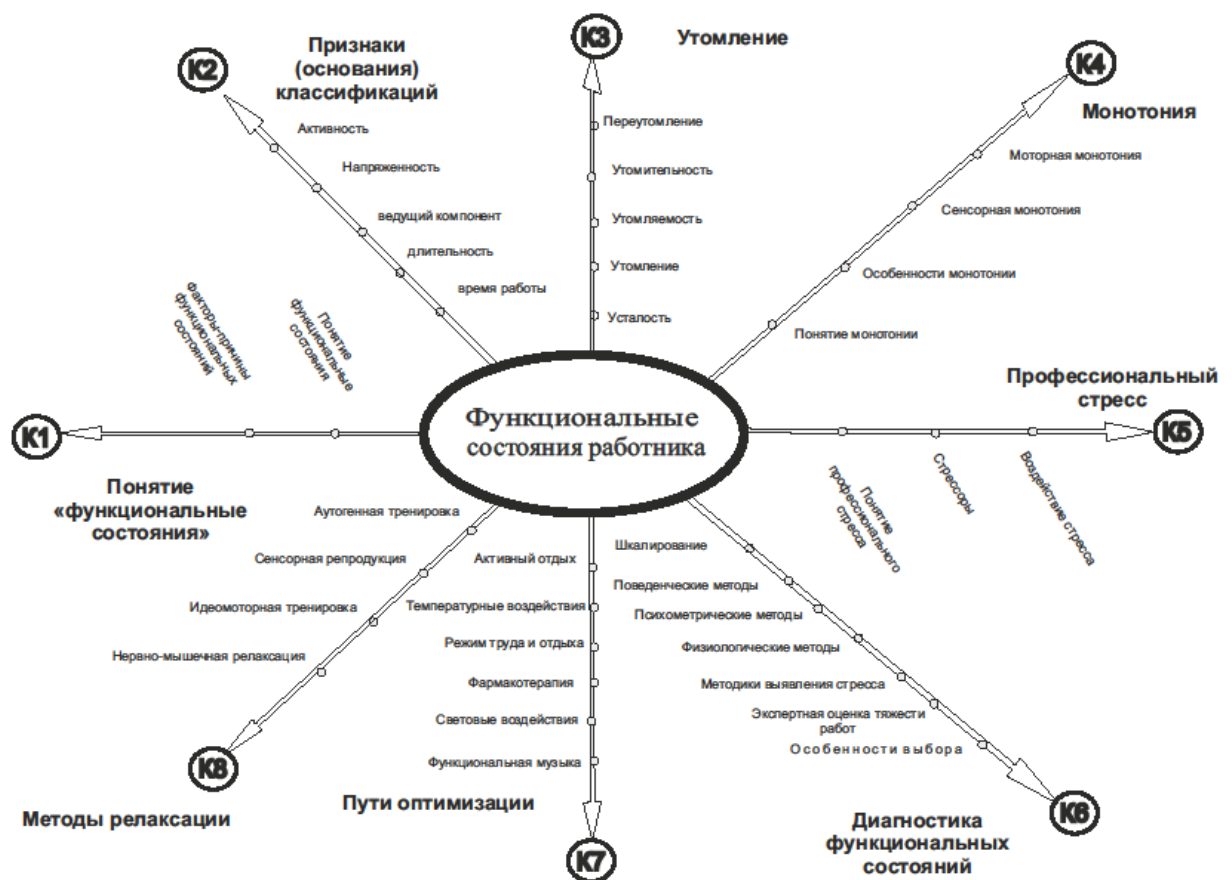 К1
Понятие
«функциональные
состояния»
Понятие
функциональные
состояния
Факторы-причины
функциональных
состояний
К2
Признаки
(основания)
классификаций
Активность
Напряженность
ведущий компонент
длительность
время работы
К3
Утомление
Переутомление
Утомительность
Утомляемость
Утомление
Усталость
К4
Монотония
Моторная монотония
Сенсорная монотония
Особенности монотонии
Понятие монотонии
Функциональные
состояния работника
К5
Профессиональный
стресс
Понятие
профессионального
стресса
Стрессоры
Воздействие стресса
К6
Шкалирование
Поведенческие методы
Психометрические методы
Физиологические методы
Методики выявления стресса
Экспертная оценка тяжести
работ
Особенности выбора
Диагностика
функциональных
состояний
К7
Активный отдых
Температурные воздействия
Режим труда и отдыха
Фармакотерапия
Световые воздействия
Функциональная музыка
Пути оптимизации
К8
Аутогенная тренировка
Сенсорная репродукция
Идеомоторная тренировка
Нервно-мышечная релаксация
Методы релаксации